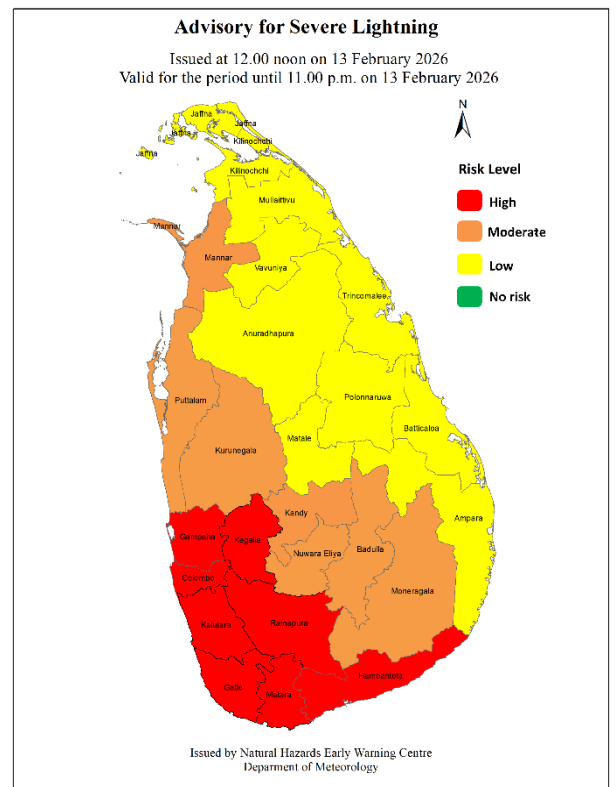 Advisory for Severe Lightning
Issued at 12.00 noon on 13 February 2026
Valid for the period until 11.00 p.m. on 13 February 2026
N
Jaffna
Jaffna
Jaffna
Jaffna
Kilinochchi
Kilinochchi
Mullaittivu
Mannar
Mannar
Vavuniya
Trincomalee
Anuradhapura
Puttalam
Polonnaruwa
Kurunegala
Matale
Batticaloa
Kandy
Ampara
Gampaha
Kegalle
Nuwara Eliya
Badulla
Colombo
Moneragala
Kalutara
Ratnapura
Hambantota
Galle
Matara
Risk Level
High
Moderate
Low
No risk
Issued by Natural Hazards Early Warning Centre
Deparment of Meteorology